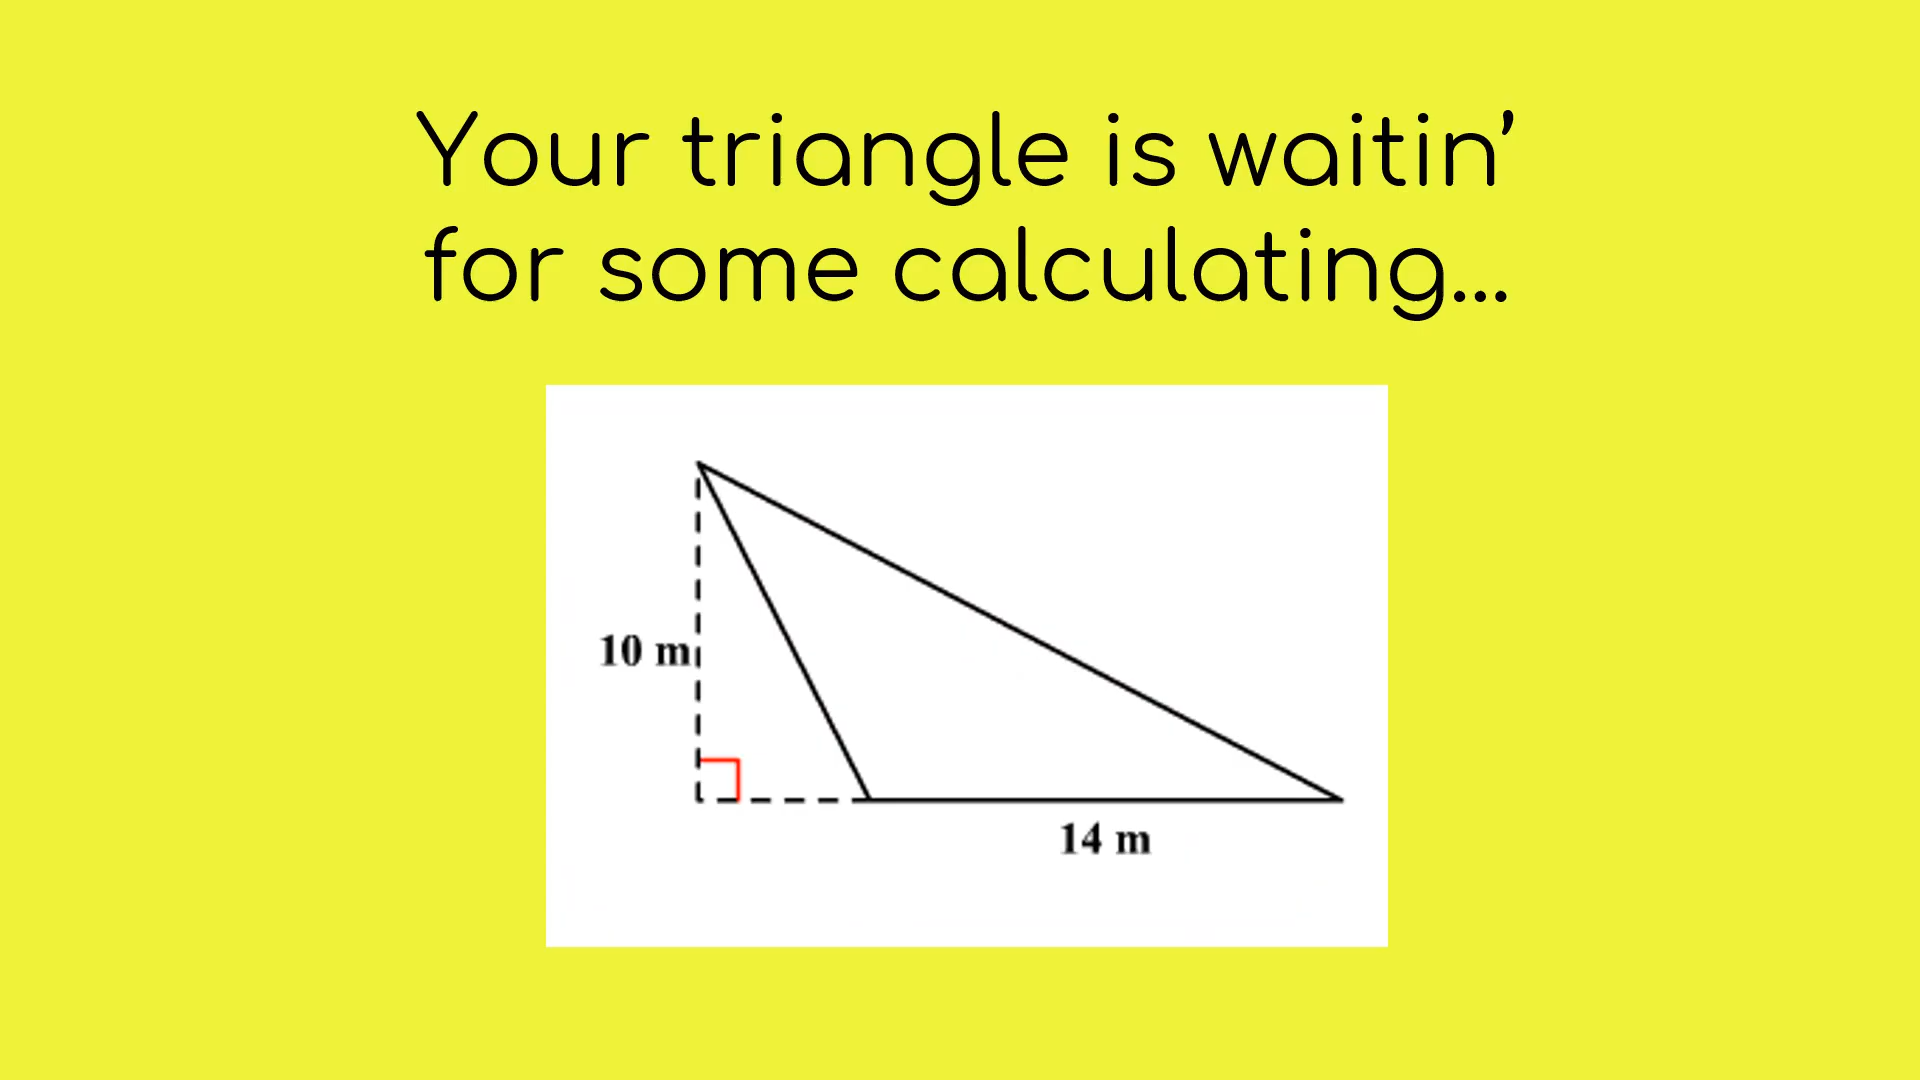 Your triangle is waitin’
for some calculating...
10 m
14 m